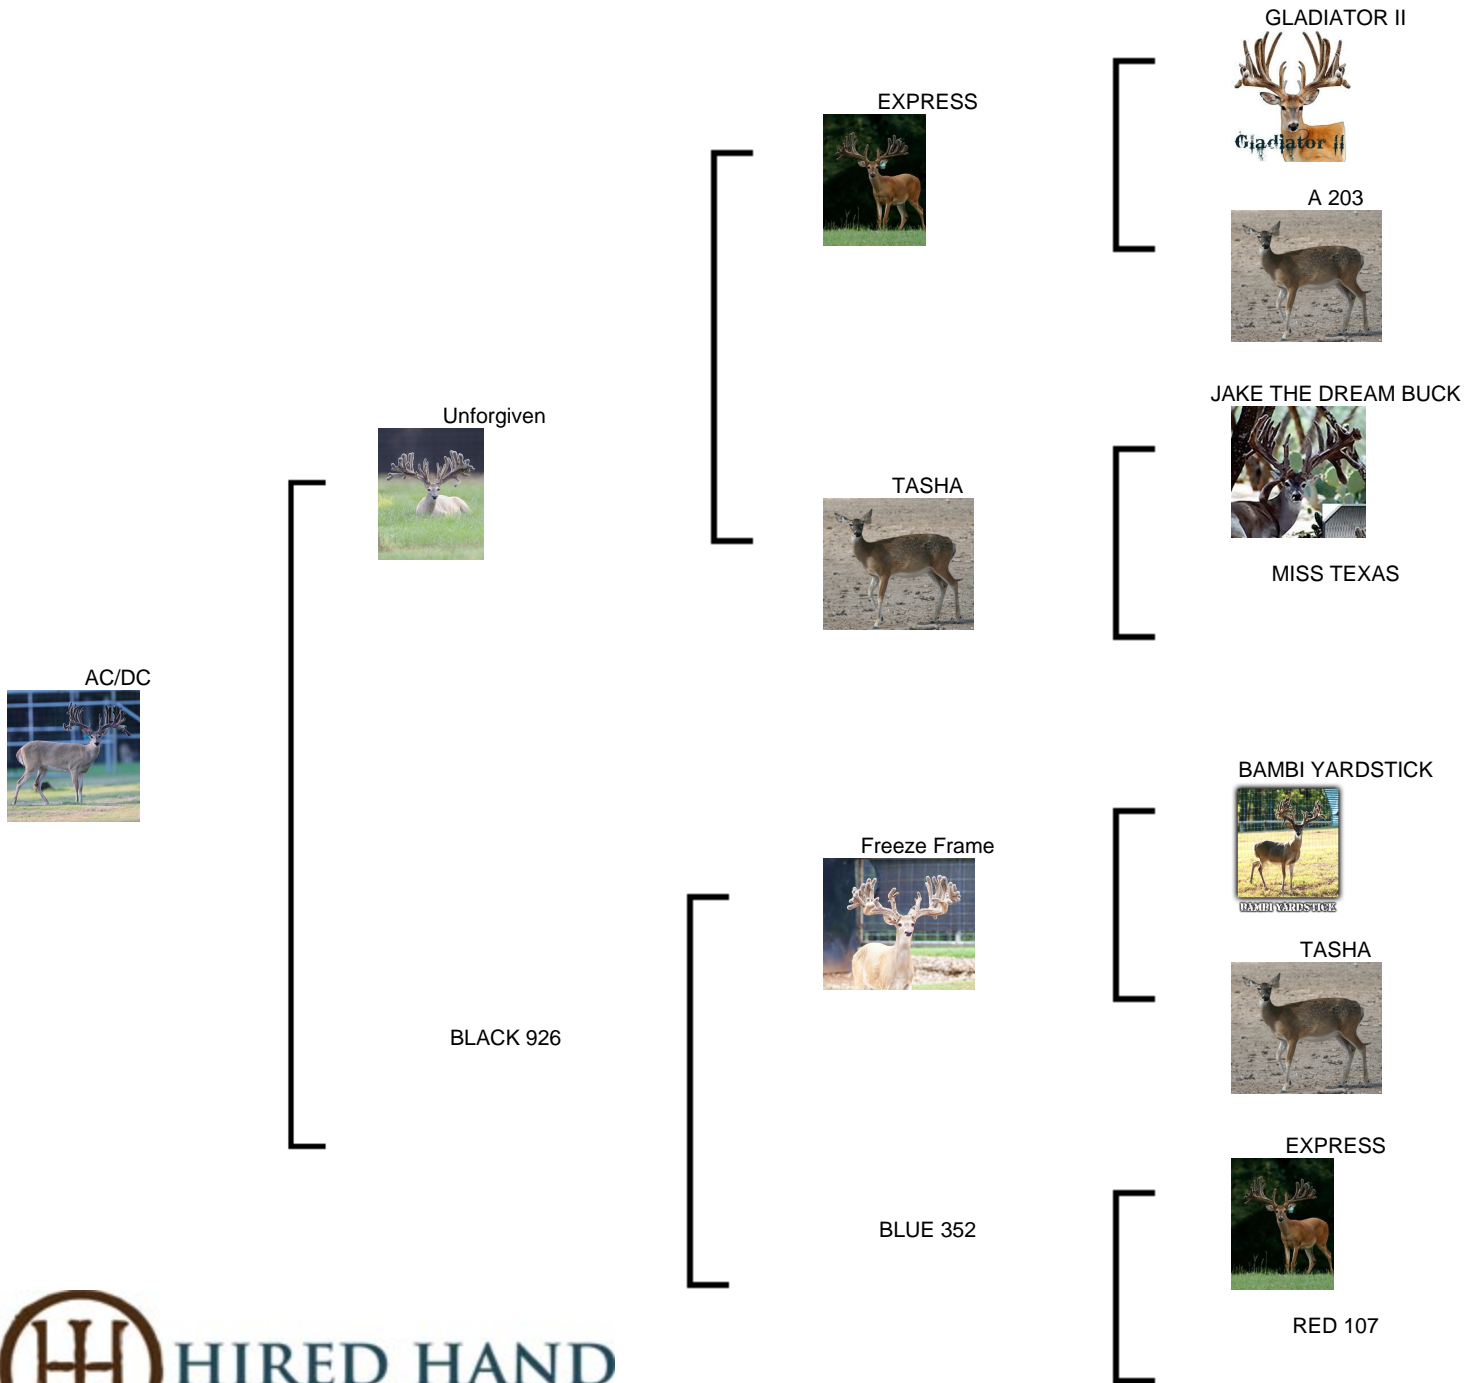 GLADIATOR II
Gladiator II
EXPRESS
A 203
JAKE THE DREAM BUCK
Unforgiven
TASHA
MISS TEXAS
AC/DC
BAMBI YARDSTICK
BAMBI YARDSTICK
Freeze Frame
TASHA
BLACK 926
EXPRESS
BLUE 352
RED 107
HH HIRED HAND